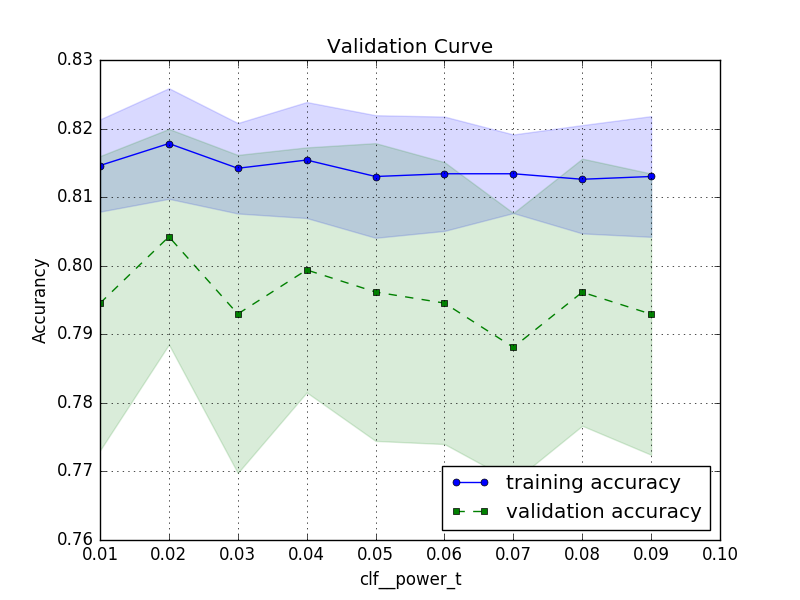 Validation Curve
0.83
0.82
0.81
0.80
0.79
0.78
0.77
0.76
Accurancy
training accuracy
validation accuracy
0.01 0.02 0.03 0.04 0.05 0.06 0.07 0.08 0.09 0.10
clf__power_t